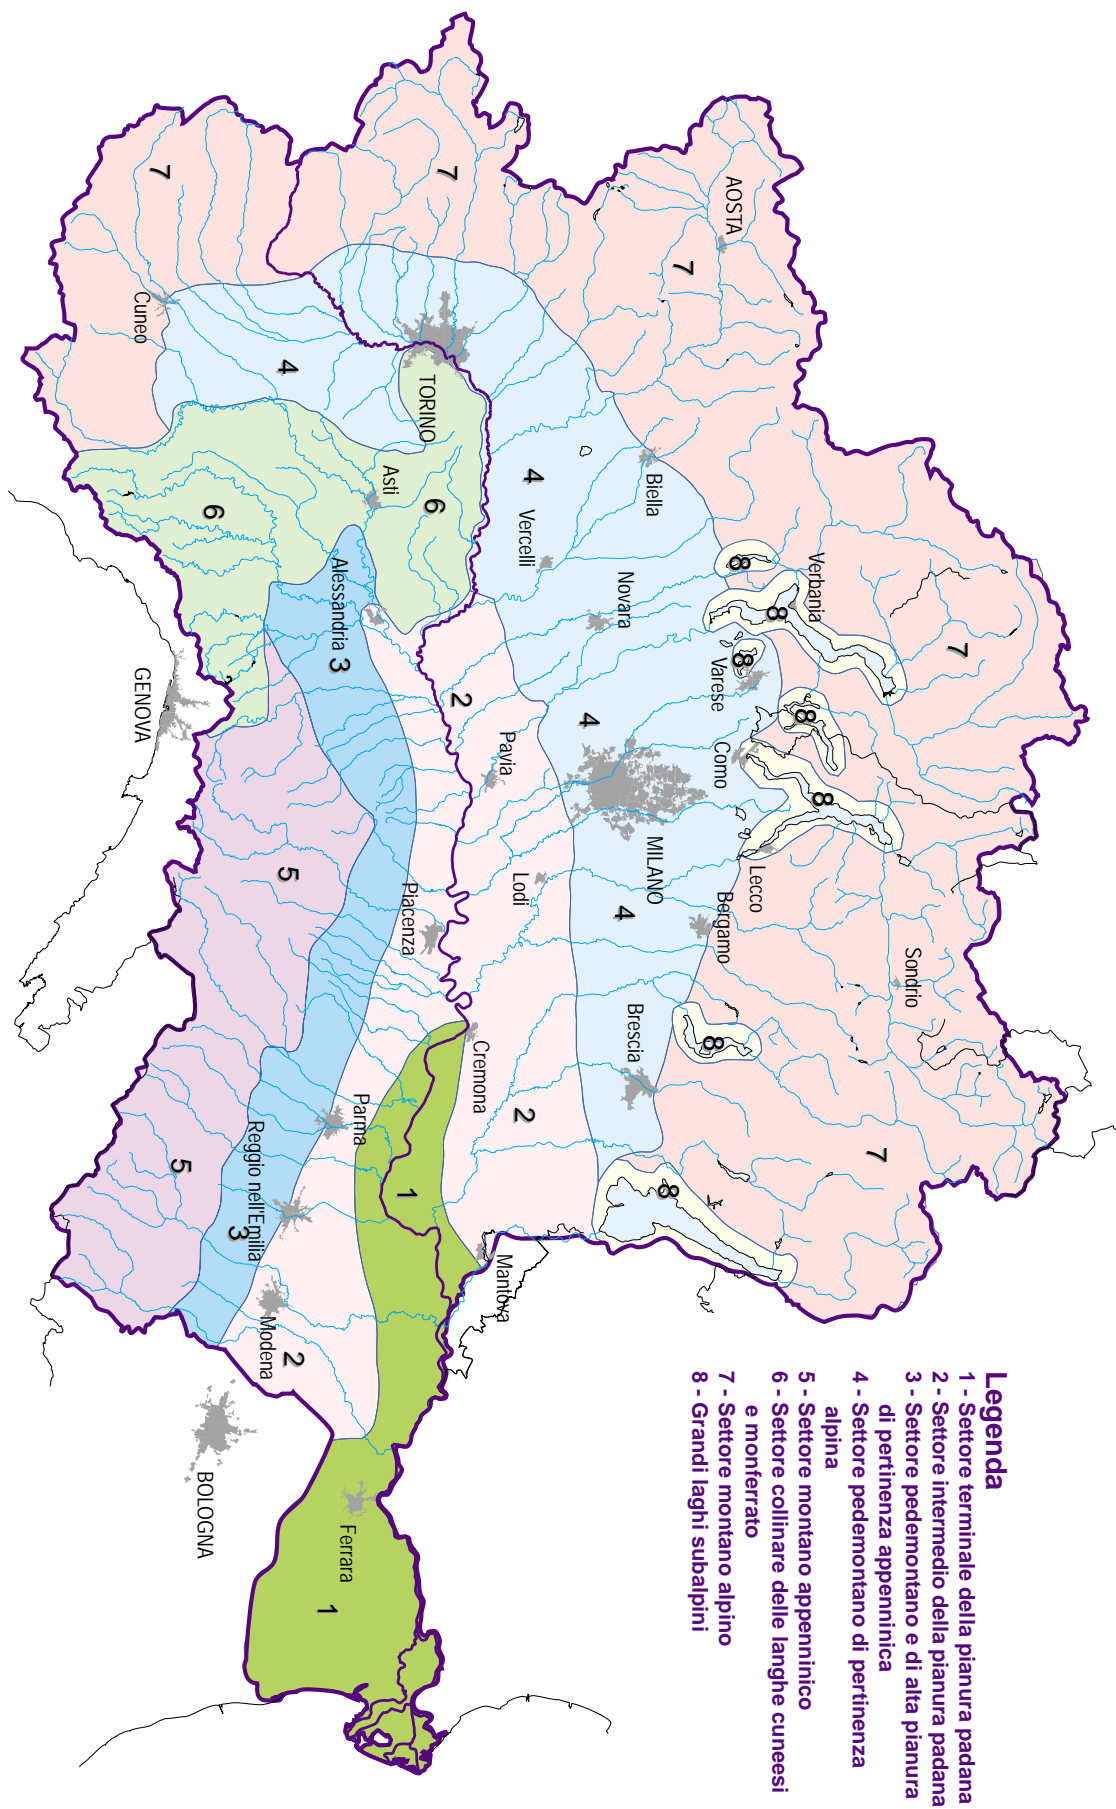 Legenda
1 - Settore terminale della pianura padana
2 - Settore intermedio della pianura padana
3 - Settore pedemontano e di alta pianura
di pertinenza appenninica
4 - Settore pedemontano di pertinenza
alpina
5 - Settore montano appenninico
6 - Settore collinare delle langhe cuneesi
e monferrato
7 - Settore montano alpino
8 - Grandi laghi subalpini
7
Sondrio
7
8
Verbania
8
8
Lecco
8
8
AOSTA
Bergamo
Como
Varese
8
7
8
Biella
MILANO
Brescia
4
Novara
4
4
Vercelli
2
Lodi
Pavia
Mantova
Cremona
2
7
6
TORINO
Piacenza
1
Asti
Parma
Ferrara
Alessandria
3
1
2
4
5
Modena
Reggio nell'Emilia
3
6
BOLOGNA
5
7
GENOVA
Cuneo